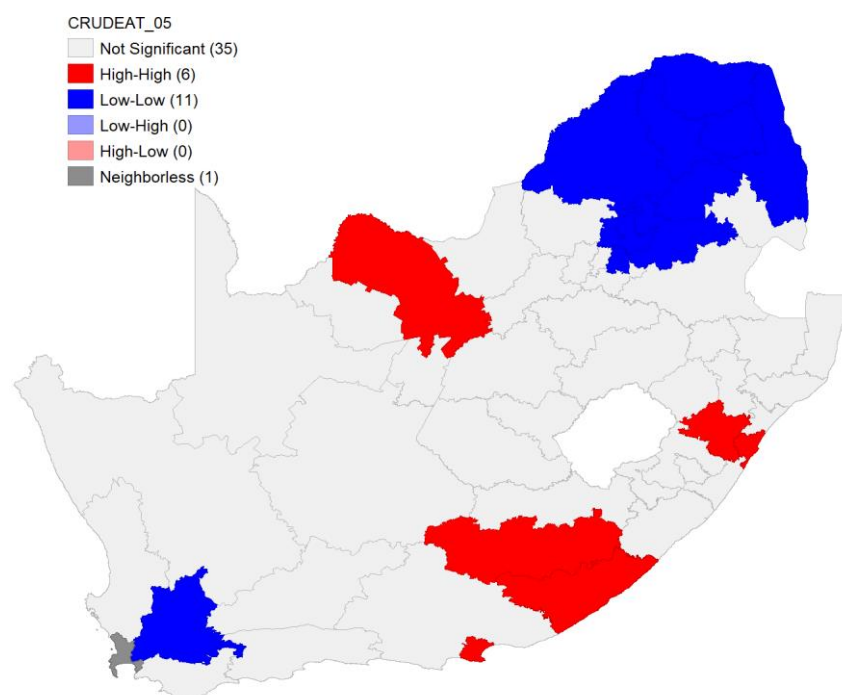 CRUDEAT_05
Not Significant (35)
High-High (6)
Low-Low (11)
Low-High (0)
High-Low (0)
Neighborless (1)